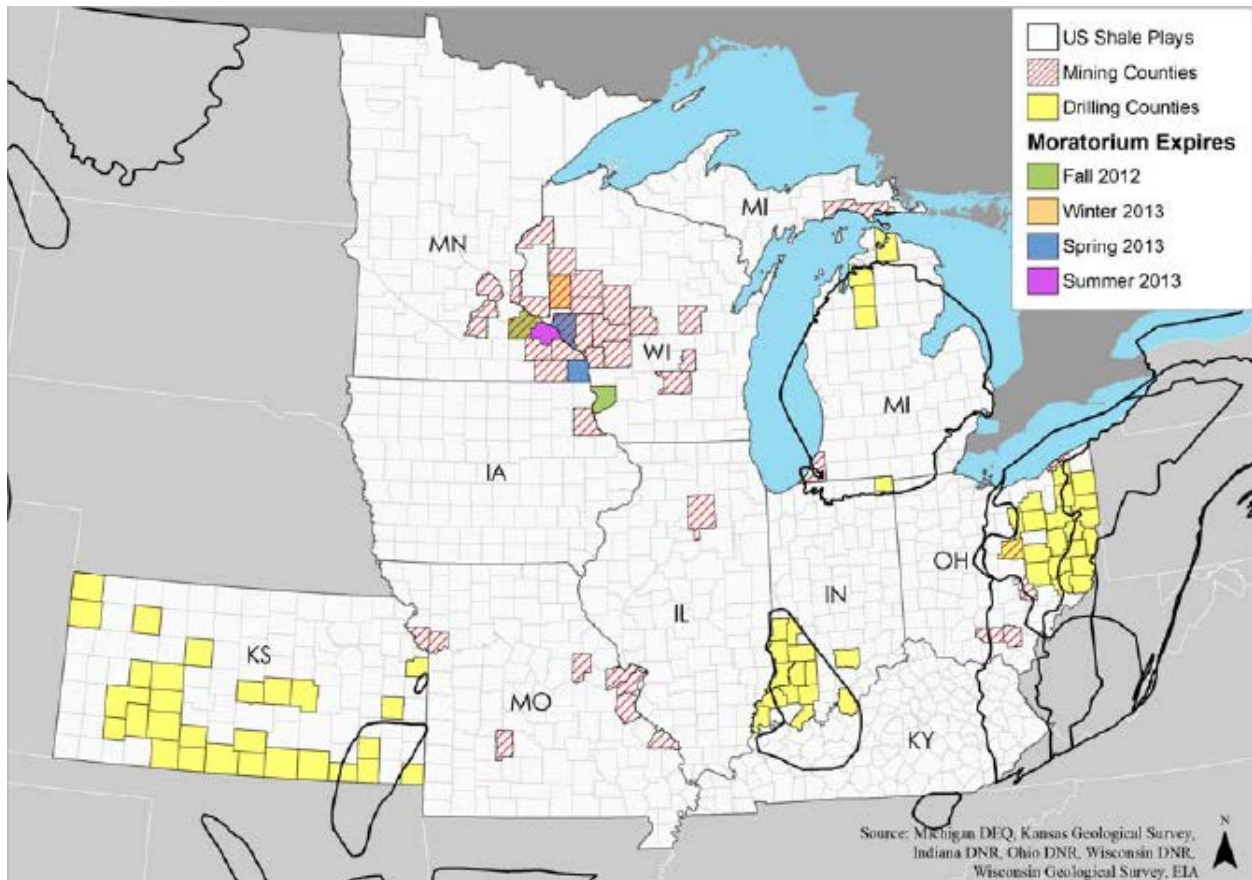 US Shale Plays
Mining Counties
Drilling Counties
Moratorium Expires
Fall 2012
Winter 2013
Spring 2013
Summer 2013
MI
MN
WI
MI
IA
OH
IN
IL
KS
MO
KY
N
Source: Michigan DEQ, Kansas Geological Survey,
Indiana DNR, Ohio DNR, Wisconsin DNR,
Wisconsin Geological Survey, EIA